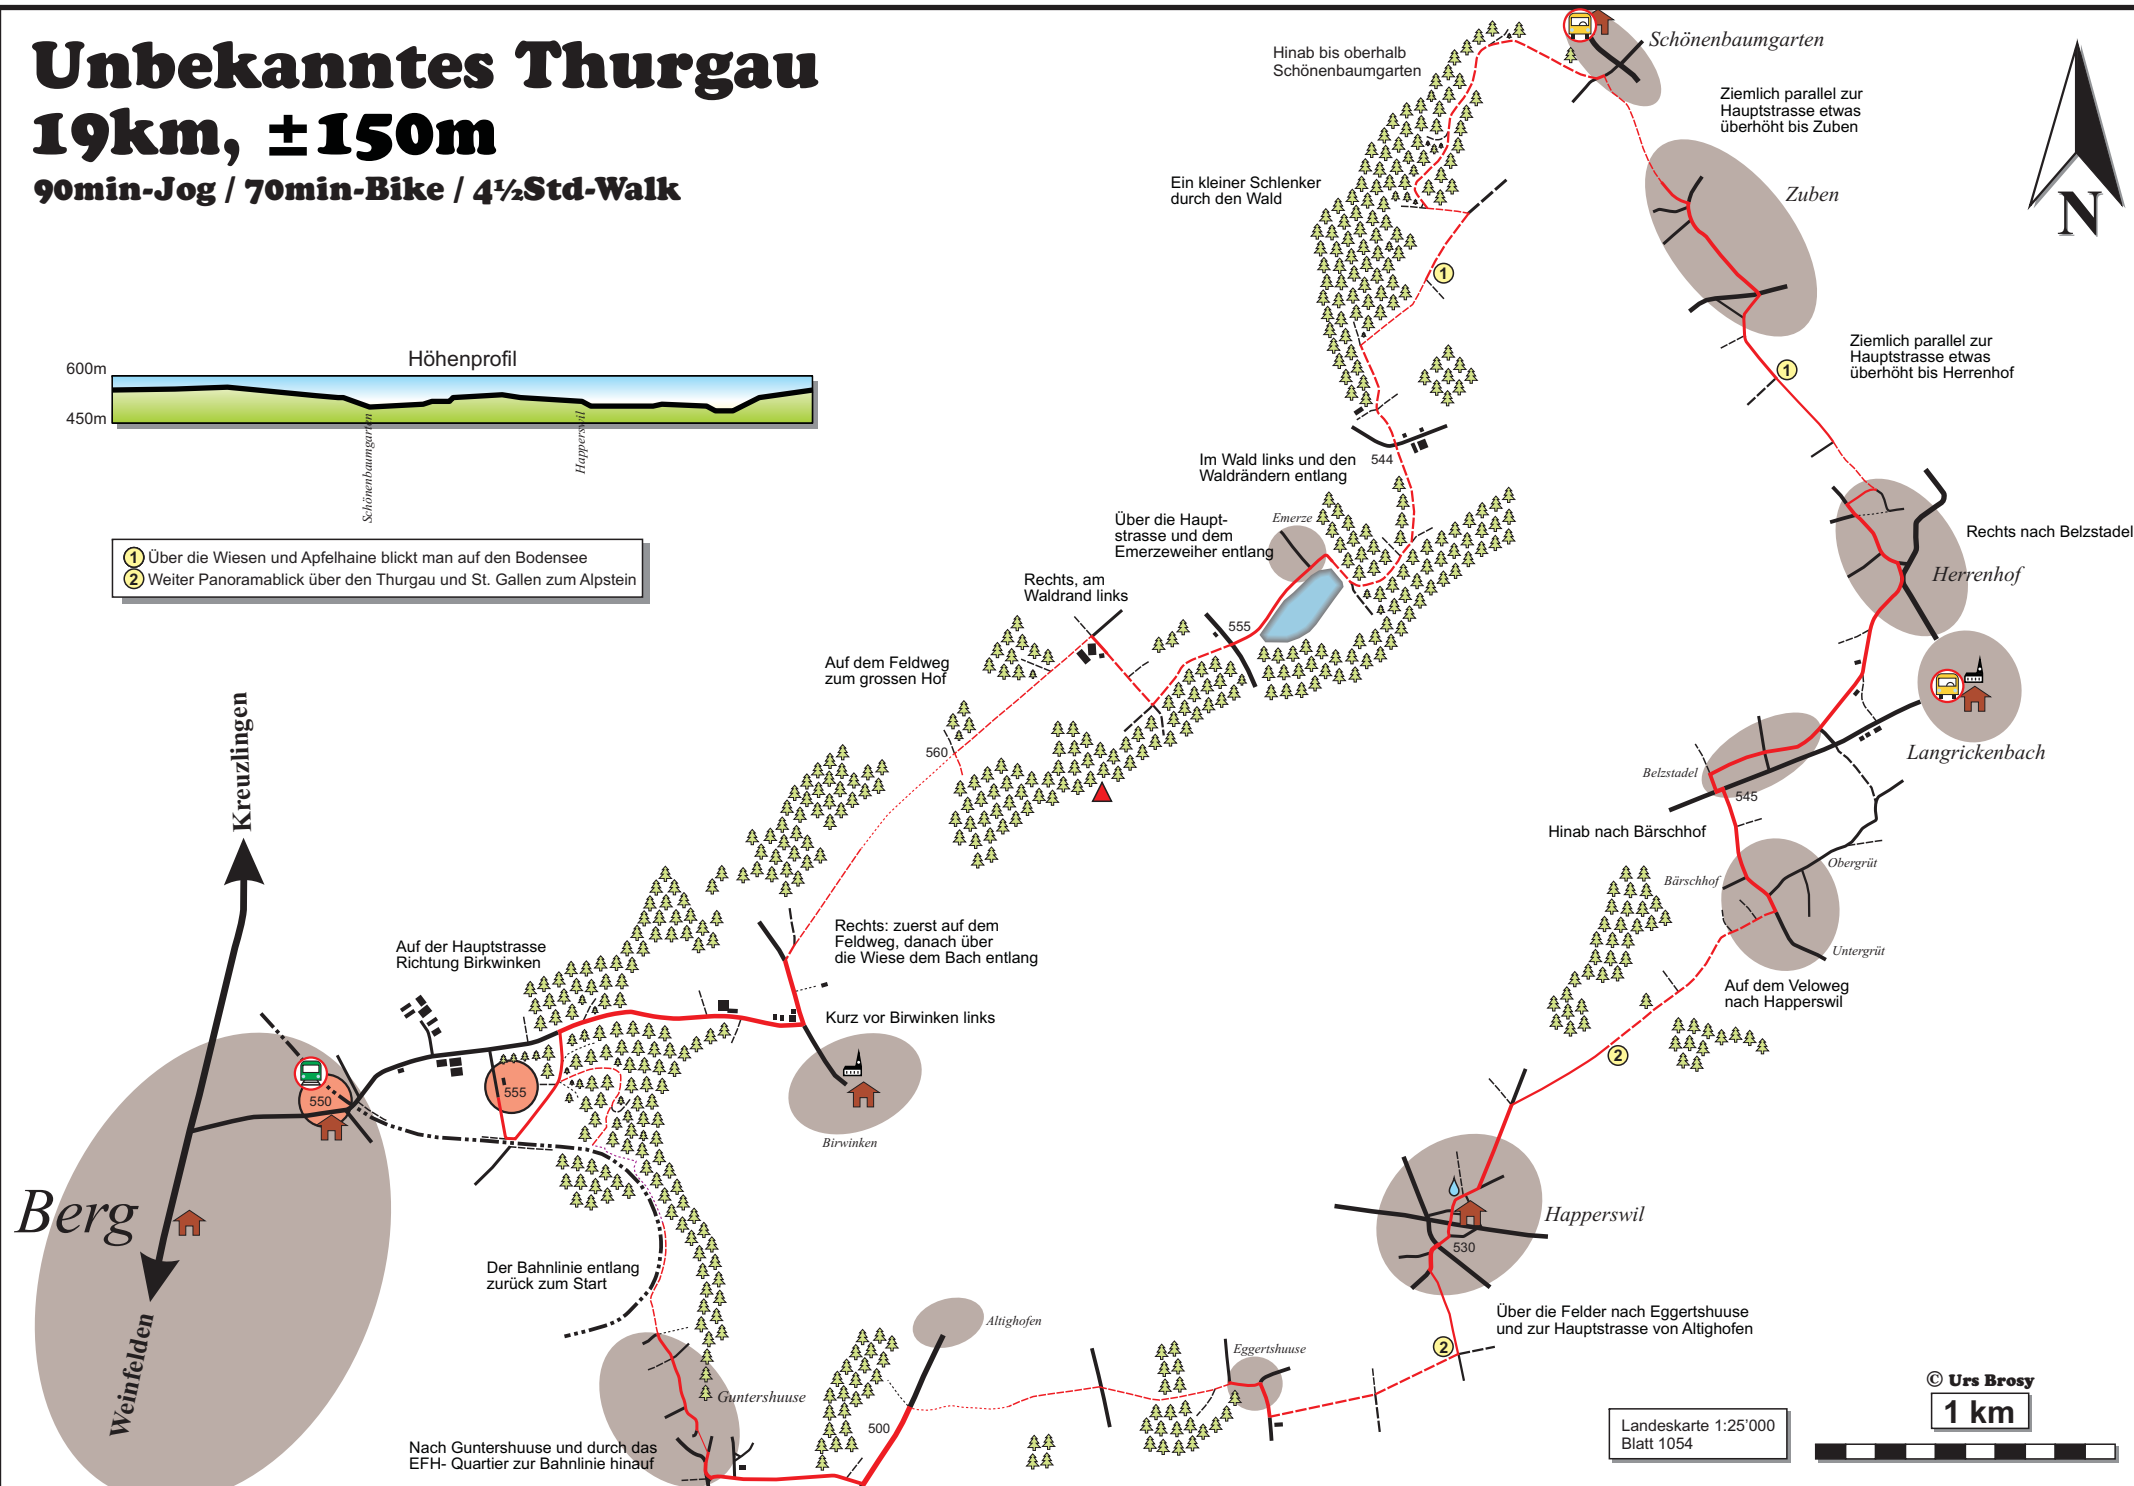 Unbekanntes Thurgau
19km, ±150m
90min-Jog / 70min-Bike / 4½Std-Walk
Höhenprofil
600m
450m
Schönenbaumgarten
Happerswil
1 Über die Wiesen und Apfelhaine blickt man auf den Bodensee
2 Weiter Panoramablick über den Thurgau und St. Gallen zum Alpstein
Hinab bis oberhalb
Schönenbaumgarten
Schönenbaumgarten
Ziemlich parallel zur
Hauptstrasse etwas
überhöht bis Zuben
N
Ein kleiner Schlenker
durch den Wald
Zuben
1
Ziemlich parallel zur
Hauptstrasse etwas
überhöht bis Herrenhof
1
544
Im Wald links und den
Waldrändern entlang
Über die Haupt-
strasse und dem
Emerzeweiher entlang
Emerze
Rechts nach Belzstadel
Herrenhof
Rechts, am
Waldrand links
555
Auf dem Feldweg
zum grossen Hof
560
Langrickenbach
Belzstadel
545
Kreuzlingen
Hinab nach Bärschhof
Obergrüt
Bärschhof
Untergrüt
Auf der Hauptstrasse
Richtung Birkwinken
Rechts: zuerst auf dem
Feldweg, danach über
die Wiese dem Bach entlang
Auf dem Veloweg
nach Happerswil
Kurz vor Birwinken links
2
550
555
Birwinken
Berg
Happerswil
530
Der Bahnlinie entlang
zurück zum Start
Weinfelden
Über die Felder nach Eggertshuuse
und zur Hauptstrasse von Altighofen
Altighofen
Eggertshuuse
2
Guntershuuse
500
Nach Guntershuuse und durch das
EFH- Quartier zur Bahnlinie hinauf
Landeskarte 1:25'000
Blatt 1054
© Urs Brosy
1 km